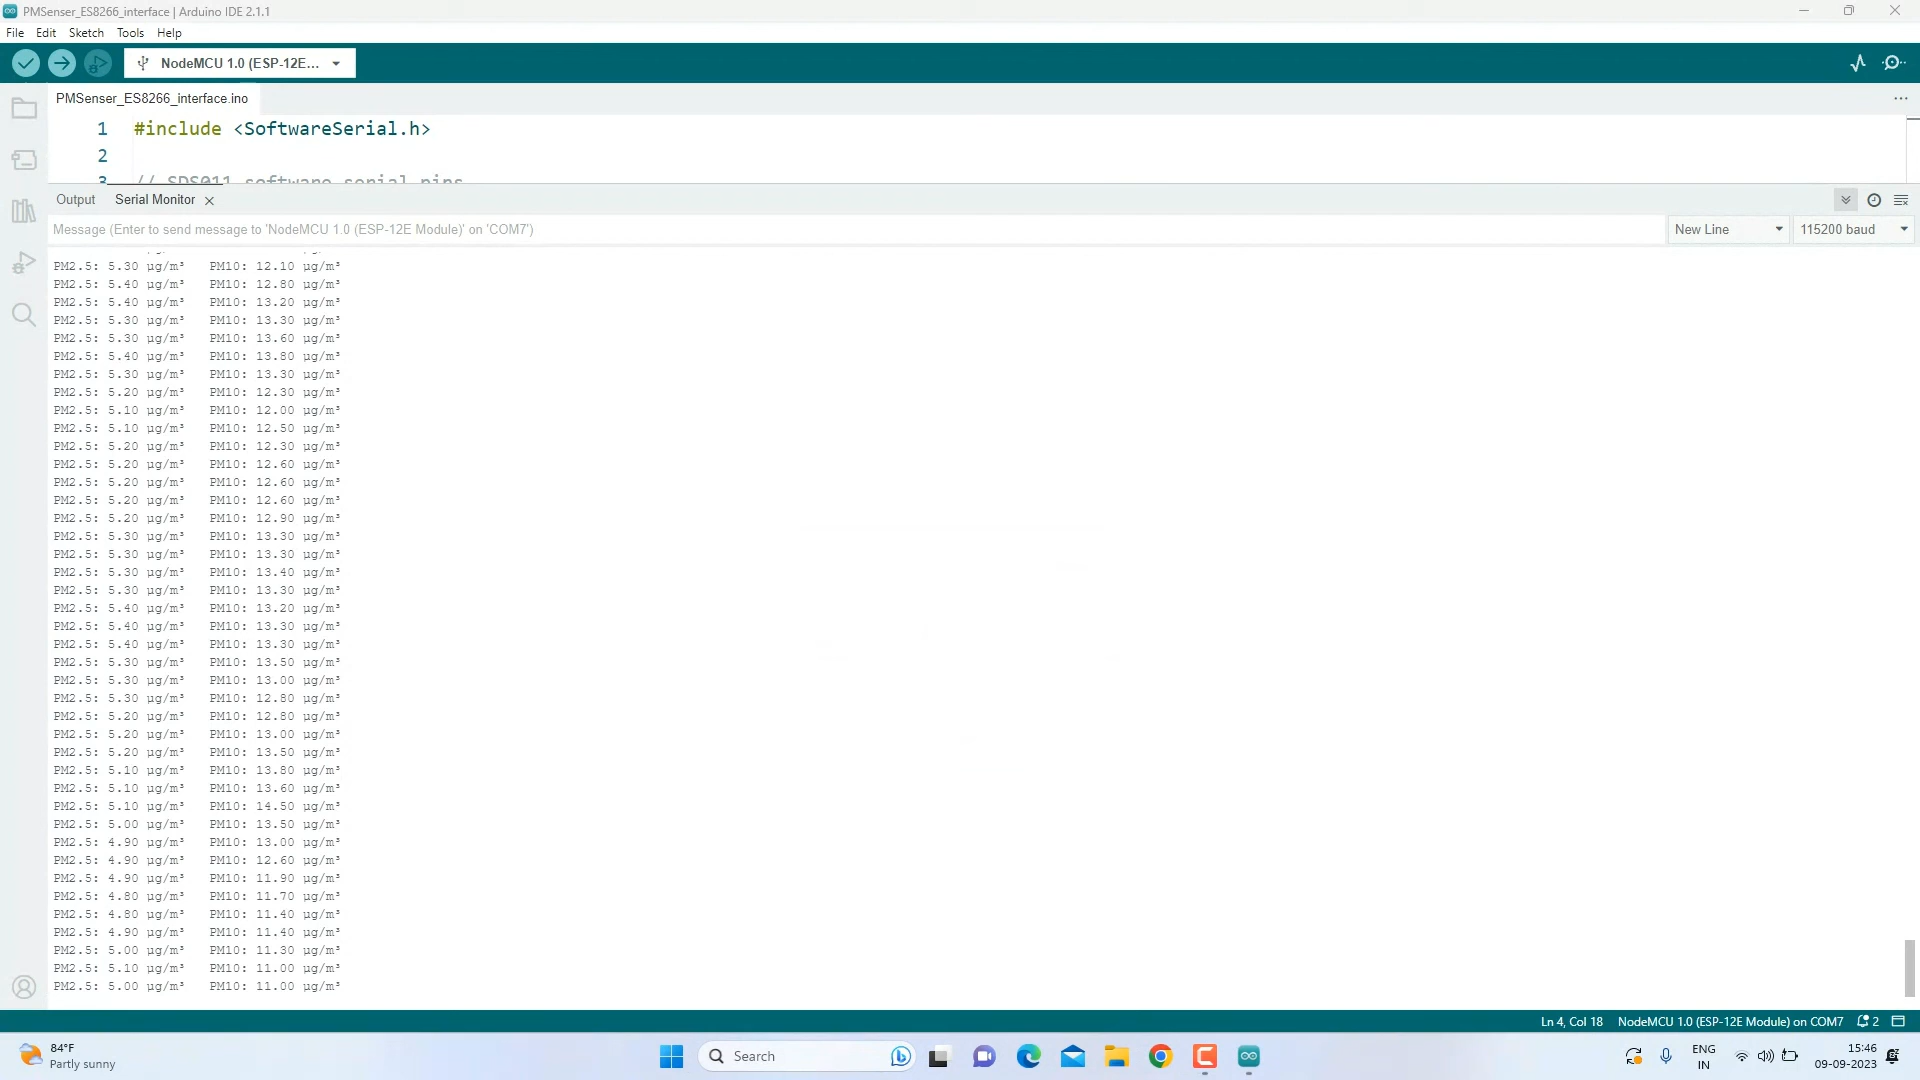 PMSenser_ES8266_interface | Arduino IDE 2.1.1
File Edit Sketch Tools Help
NodeMCU 1.0 (ESP-12E...
PMSenser_ES8266_interface.ino
1 #include <SoftwareSerial.h>
2
3 // SDS011 software serial pins
Output Serial Monitor
Message (Enter to send message to 'NodeMCU 1.0 (ESP-12E Module)' on 'COM7') New Line 115200 baud
PM2.5: 5.30 µg/m³ PM10: 12.10 µg/m³
PM2.5: 5.40 µg/m³ PM10: 12.80 µg/m³
PM2.5: 5.40 µg/m³ PM10: 13.20 µg/m³
PM2.5: 5.30 µg/m³ PM10: 13.30 µg/m³
PM2.5: 5.30 µg/m³ PM10: 13.60 µg/m³
PM2.5: 5.40 µg/m³ PM10: 13.80 µg/m³
PM2.5: 5.30 µg/m³ PM10: 13.30 µg/m³
PM2.5: 5.20 µg/m³ PM10: 12.30 µg/m³
PM2.5: 5.10 µg/m³ PM10: 12.00 µg/m³
PM2.5: 5.10 µg/m³ PM10: 12.50 µg/m³
PM2.5: 5.20 µg/m³ PM10: 12.30 µg/m³
PM2.5: 5.20 µg/m³ PM10: 12.60 µg/m³
PM2.5: 5.20 µg/m³ PM10: 12.60 µg/m³
PM2.5: 5.20 µg/m³ PM10: 12.60 µg/m³
PM2.5: 5.20 µg/m³ PM10: 12.90 µg/m³
PM2.5: 5.30 µg/m³ PM10: 13.30 µg/m³
PM2.5: 5.30 µg/m³ PM10: 13.30 µg/m³
PM2.5: 5.30 µg/m³ PM10: 13.40 µg/m³
PM2.5: 5.30 µg/m³ PM10: 13.30 µg/m³
PM2.5: 5.40 µg/m³ PM10: 13.20 µg/m³
PM2.5: 5.40 µg/m³ PM10: 13.30 µg/m³
PM2.5: 5.40 µg/m³ PM10: 13.30 µg/m³
PM2.5: 5.30 µg/m³ PM10: 13.50 µg/m³
PM2.5: 5.30 µg/m³ PM10: 13.00 µg/m³
PM2.5: 5.30 µg/m³ PM10: 12.80 µg/m³
PM2.5: 5.20 µg/m³ PM10: 12.80 µg/m³
PM2.5: 5.20 µg/m³ PM10: 13.00 µg/m³
PM2.5: 5.20 µg/m³ PM10: 13.50 µg/m³
PM2.5: 5.10 µg/m³ PM10: 13.80 µg/m³
PM2.5: 5.10 µg/m³ PM10: 13.60 µg/m³
PM2.5: 5.10 µg/m³ PM10: 14.50 µg/m³
PM2.5: 5.00 µg/m³ PM10: 13.50 µg/m³
PM2.5: 4.90 µg/m³ PM10: 13.00 µg/m³
PM2.5: 4.90 µg/m³ PM10: 12.60 µg/m³
PM2.5: 4.90 µg/m³ PM10: 11.90 µg/m³
PM2.5: 4.80 µg/m³ PM10: 11.70 µg/m³
PM2.5: 4.80 µg/m³ PM10: 11.40 µg/m³
PM2.5: 4.90 µg/m³ PM10: 11.40 µg/m³
PM2.5: 5.00 µg/m³ PM10: 11.30 µg/m³
PM2.5: 5.10 µg/m³ PM10: 11.00 µg/m³
PM2.5: 5.00 µg/m³ PM10: 11.00 µg/m³
Ln 4, Col 18 NodeMCU 1.0 (ESP-12E Module) on COM7 2
84°F
Partly sunny
Search
ENG
IN
15:46
09-09-2023